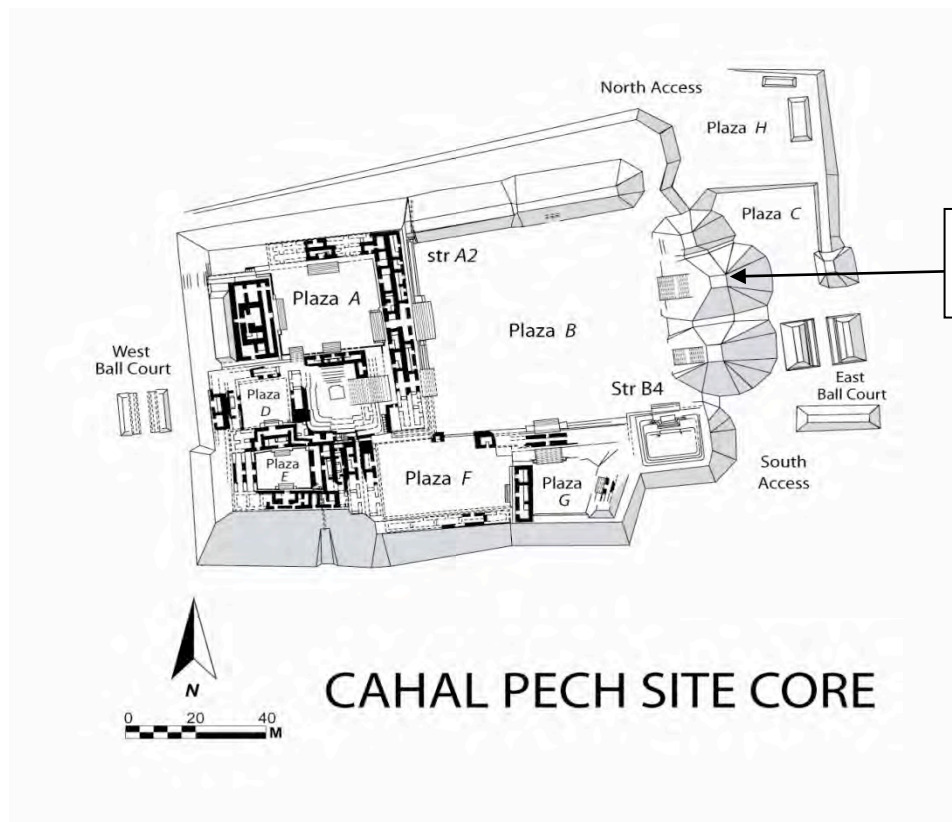 North Access
Plaza H
Plaza C
str A2
Plaza A
Plaza B
West
Ball Court
Plaza
D
Str B4
East
Ball Court
Plaza
E
Plaza F
Plaza
G
South
Access
N
0 20 40
M
CAHAL PECH SITE CORE